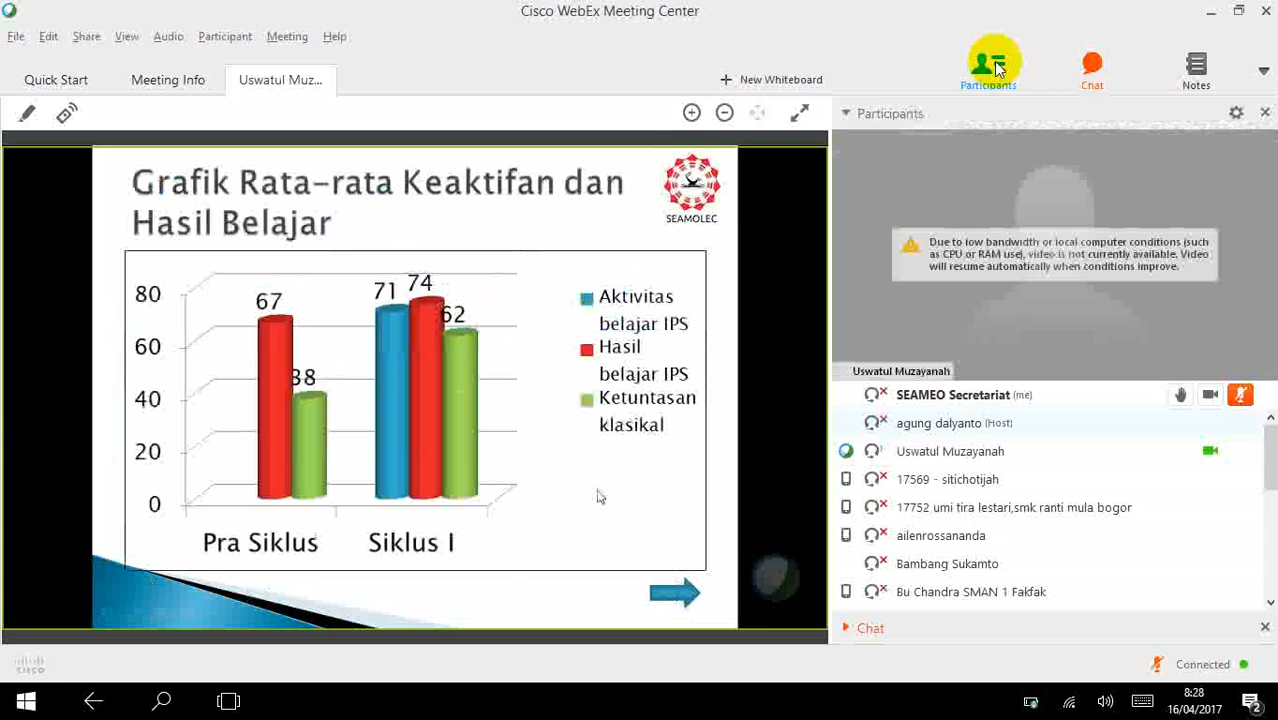 Cisco WebEx Meeting Center
File Edit Share View Audio Participant Meeting Help
Quick Start Meeting Info Uswatul Muz... New Whiteboard
Participants Chat Notes
Participants
Grafik Rata-rata Keaktifan dan
Hasil Belajar
SEAMOLEC
80
60
40
20
0
67
38
71
74
62
Pra Siklus Siklus I
Aktivitas
belajar IPS
Hasil
belajar IPS
Ketuntasan
klasikal
Due to low bandwidth or local computer conditions (such
as CPU or RAM use), video is not currently available. Video
will resume automatically when conditions improve.
Uswatul Muzayanah
SEAMEO Secretariat (me)
agung dalyanto (Host)
Uswatul Muzayanah
17569 - sitichotijah
17752 umi tira lestari,smk ranti mula bogor
ailenrossananda
Bambang Sukamto
Bu Chandra SMAN 1 Fakfak
Chat
cisco
Connected
8:28
16/04/2017
2